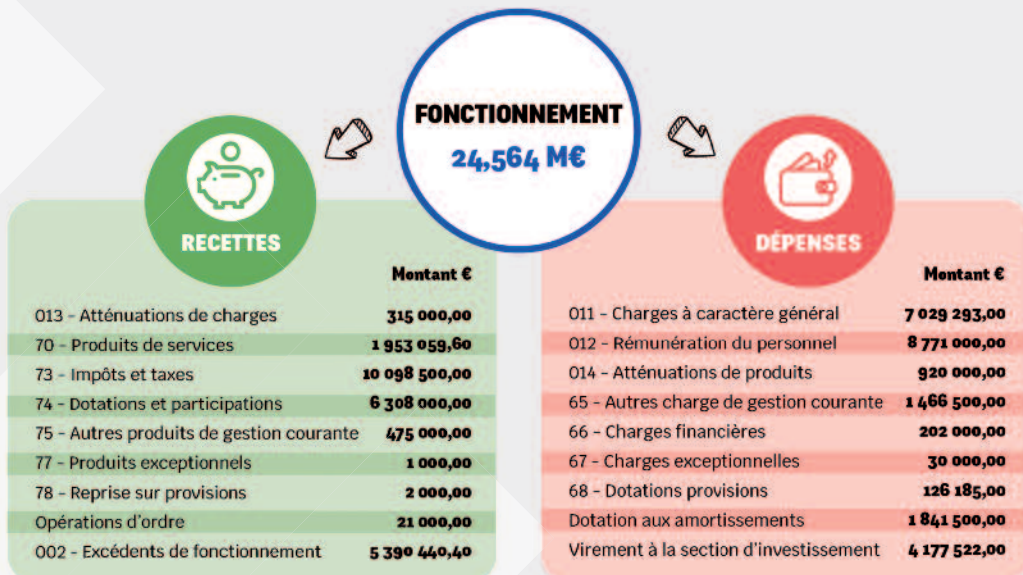 FONCTIONNEMENT
24,564 M€
RECETTES
Montant €
013 - Atténuations de charges 315 000,00
70 - Produits de services 1 953 059,60
73 - Impôts et taxes 10 098 500,00
74 - Dotations et participations 6 308 000,00
75 - Autres produits de gestion courante 475 000,00
77 - Produits exceptionnels 1 000,00
78 - Reprise sur provisions 2 000,00
Opérations d'ordre 21 000,00
002 - Excédents de fonctionnement 5 390 440,40
DÉPENSES
Montant €
011 - Charges à caractère général 7 029 293,00
012 - Rémunération du personnel 8 771 000,00
014 - Atténuations de produits 920 000,00
65 - Autres charge de gestion courante 1 466 500,00
66 - Charges financières 202 000,00
67 - Charges exceptionnelles 30 000,00
68 - Dotations provisions 126 185,00
Dotation aux amortissements 1 841 500,00
Virement à la section d'investissement 4 177 522,00